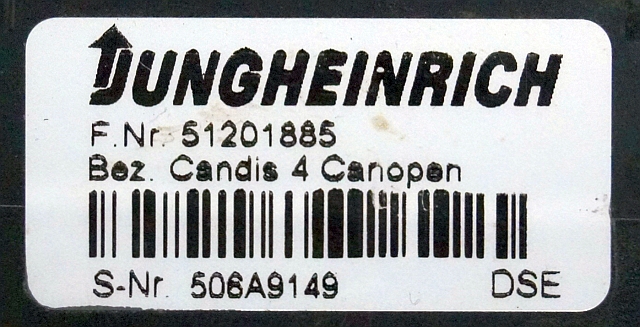 JUNGHEINRICH
F.Nr. 51201885
Bez. Candis 4 Canopen
S-Nr. 506A9149 DSE